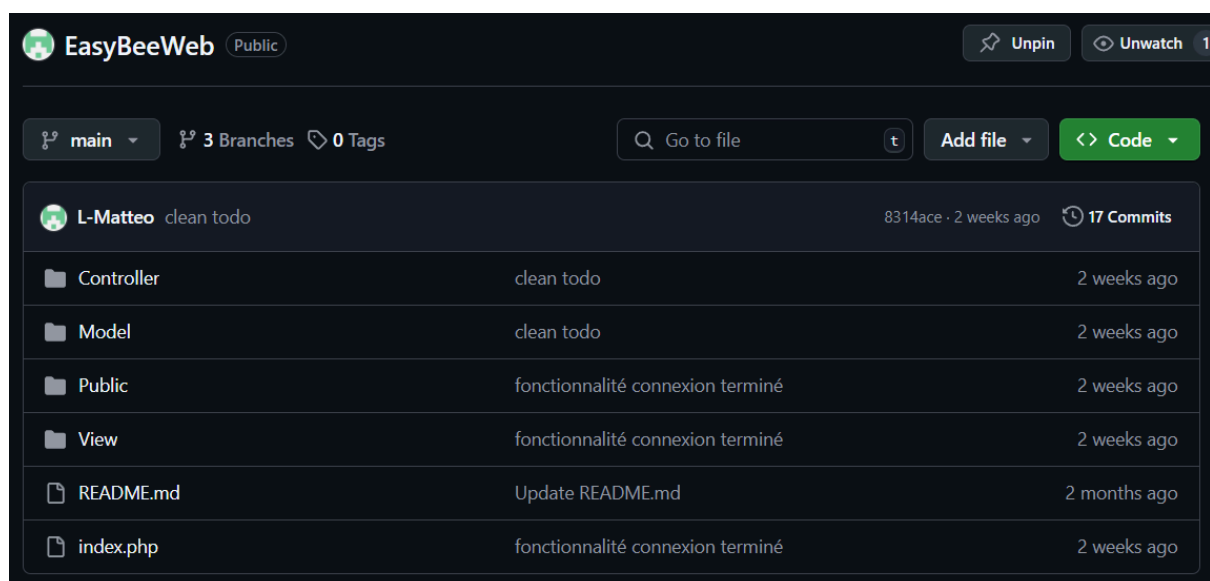 EasyBeeWeb Public Unpin Unwatch 1
main 3 Branches 0 Tags Go to file t Add file Code
L-Matteo clean todo 8314ace · 2 weeks ago 17 Commits
Controller clean todo 2 weeks ago
Model clean todo 2 weeks ago
Public fonctionnalité connexion terminé 2 weeks ago
View fonctionnalité connexion terminé 2 weeks ago
README.md Update README.md 2 months ago
index.php fonctionnalité connexion terminé 2 weeks ago